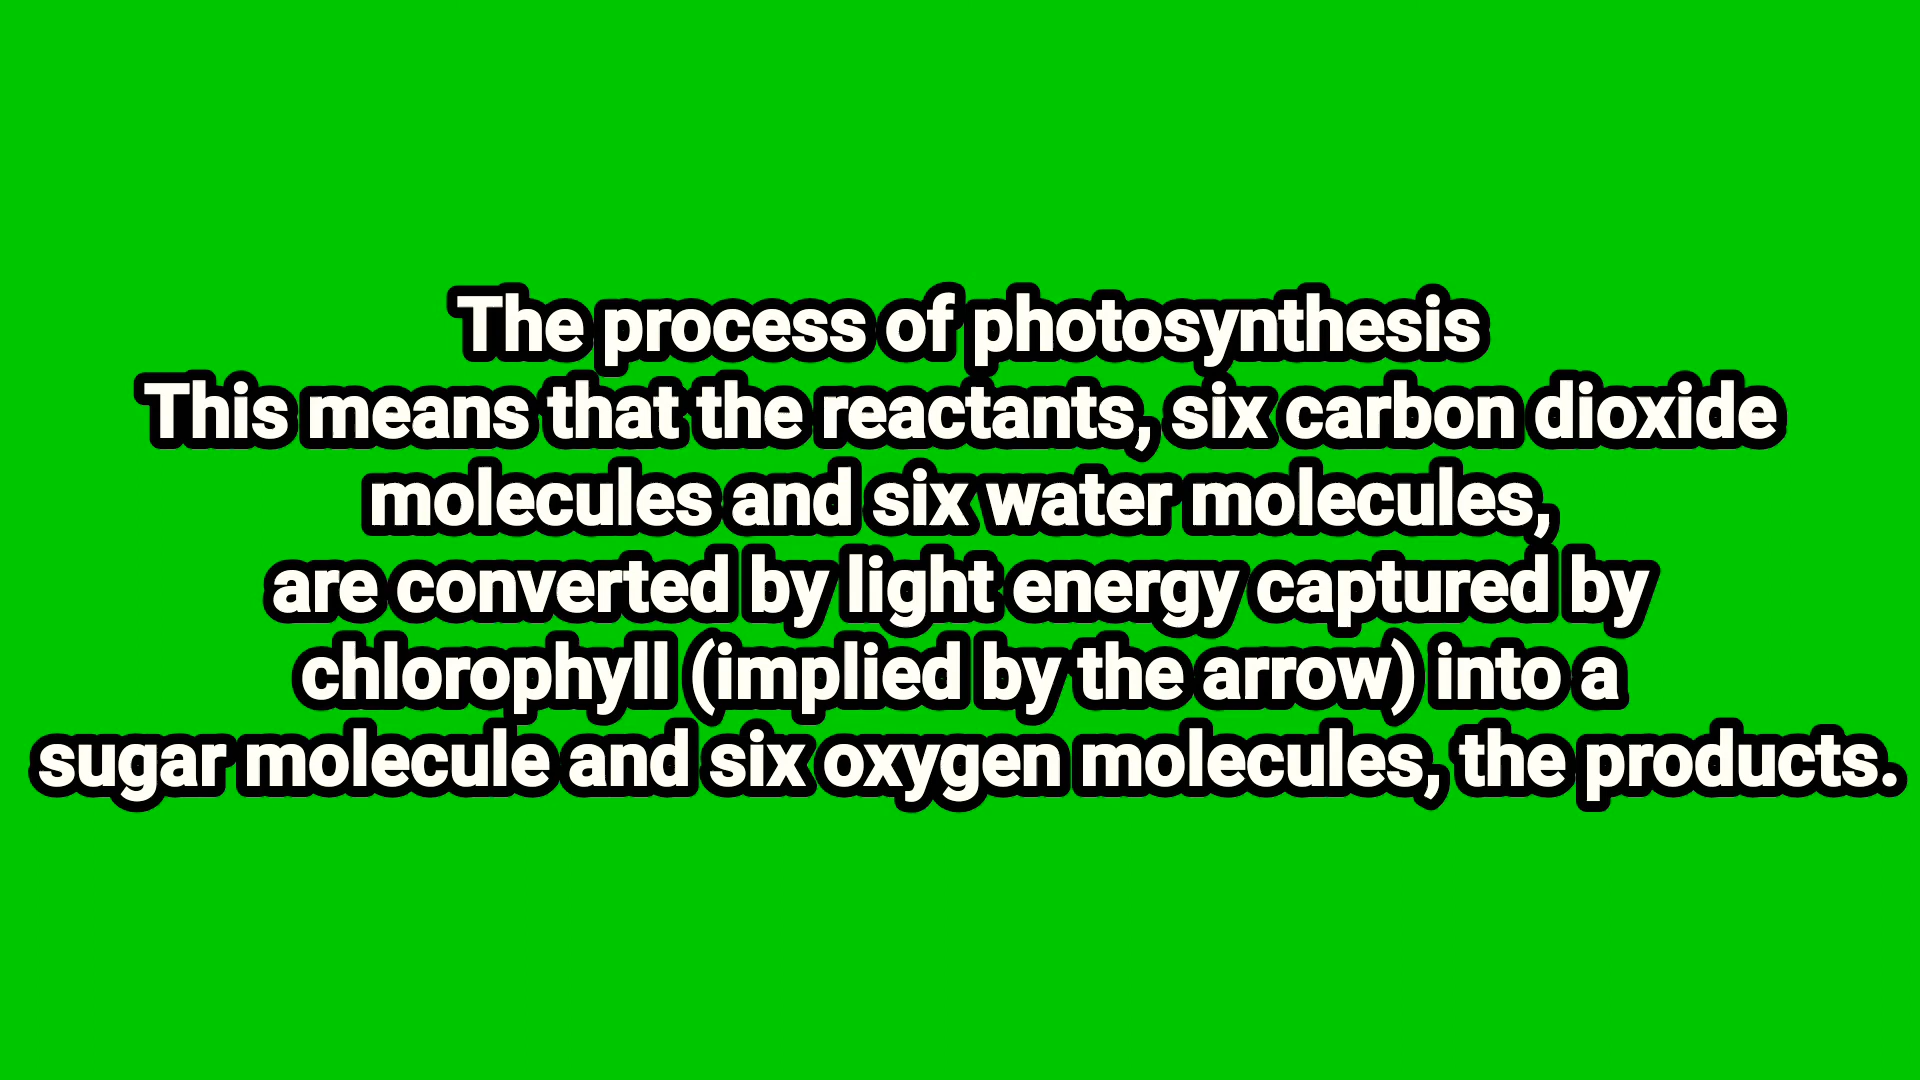 The process of photosynthesis
This means that the reactants, six carbon dioxide
molecules and six water molecules,
are converted by light energy captured by
chlorophyll (implied by the arrow) into a
sugar molecule and six oxygen molecules, the products.